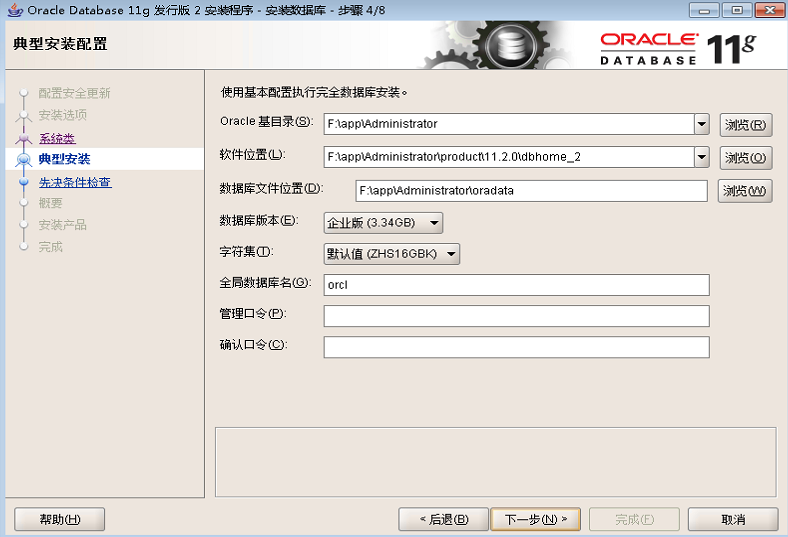 Oracle Database 11g 发行版 2 安装程序 - 安装数据库 - 步骤 4/8
典型安装配置
ORACLE
DATABASE 11g
配置安全更新
安装选项
系统类
典型安装
先决条件检查
概要
安装产品
完成
使用基本配置执行完全数据库安装。
Oracle 基目录(S): F:\app\Administrator 浏览(R)
软件位置(L): F:\app\Administrator\product\11.2.0\dbhome_2 浏览(O)
数据库文件位置(D): F:\app\Administrator\oradata 浏览(W)
数据库版本(E): 企业版 (3.34GB)
字符集(T): 默认值 (ZHS16GBK)
全局数据库名(G): orcl
管理口令(P):
确认口令(C):
帮助(H) < 后退(B) 下一步(N) > 完成(F) 取消